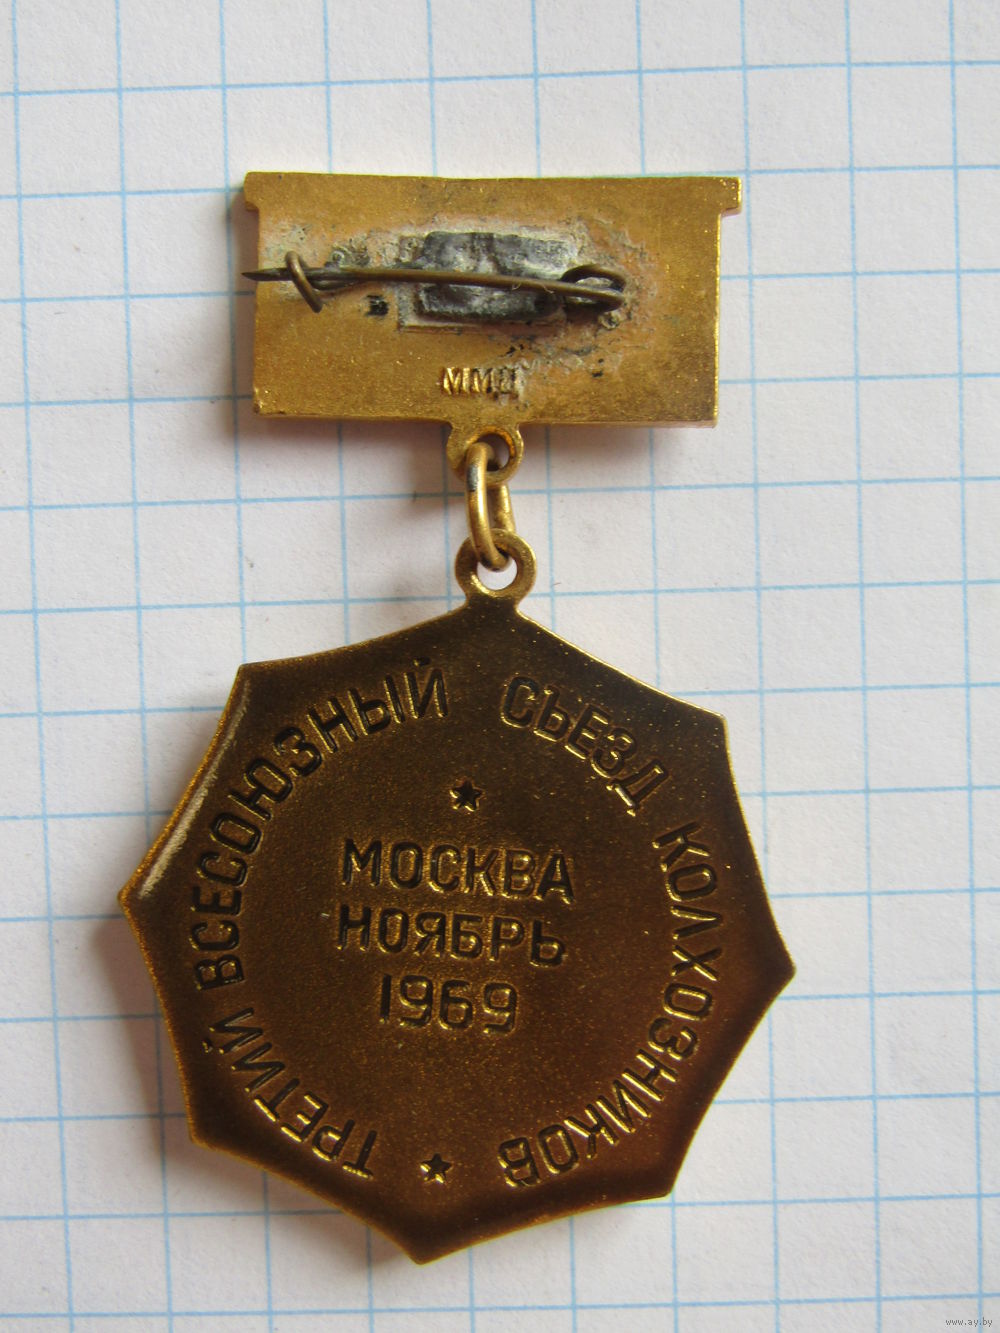 ММД
ТРЕТИЙ ВСЕСОЮЗНЫЙ СЪЕЗД КОЛХОЗНИКОВ
МОСКВА
НОЯБРЬ
1969
www.ay.by